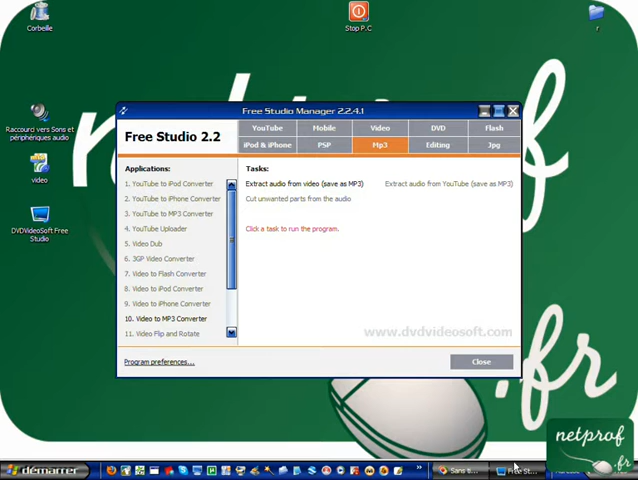 Corbeille
Stop P.C
r
Raccourci vers Sons et
périphériques audio
video
DVDVideoSoft Free
Studio
Free Studio Manager 2.2.4.1
Free Studio 2.2
YouTube Mobile Video DVD Flash
iPod & iPhone PSP Mp3 Editing Jpg
Applications:
1. YouTube to iPod Converter
2. YouTube to iPhone Converter
3. YouTube to MP3 Converter
4. YouTube Uploader
5. Video Dub
6. 3GP Video Converter
7. Video to Flash Converter
8. Video to iPod Converter
9. Video to iPhone Converter
10. Video to MP3 Converter
11. Video Flip and Rotate
Tasks:
Extract audio from video (save as MP3) Extract audio from YouTube (save as MP3)
Cut unwanted parts from the audio
Click a task to run the program.
www.dvdvideosoft.com
Program preferences...
Close
.fr
netprof
.fr
démarrer
Sans t...
Free St...